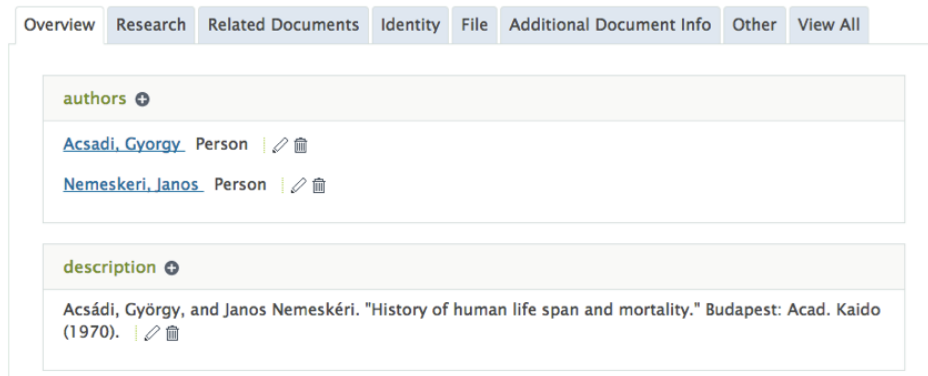 Overview Research Related Documents Identity File Additional Document Info Other View All
authors
Acsadi, Gyorgy Person
Nemeskeri, Janos Person
description
Acsádi, György, and Janos Nemeskéri. "History of human life span and mortality." Budapest: Acad. Kaido
(1970).